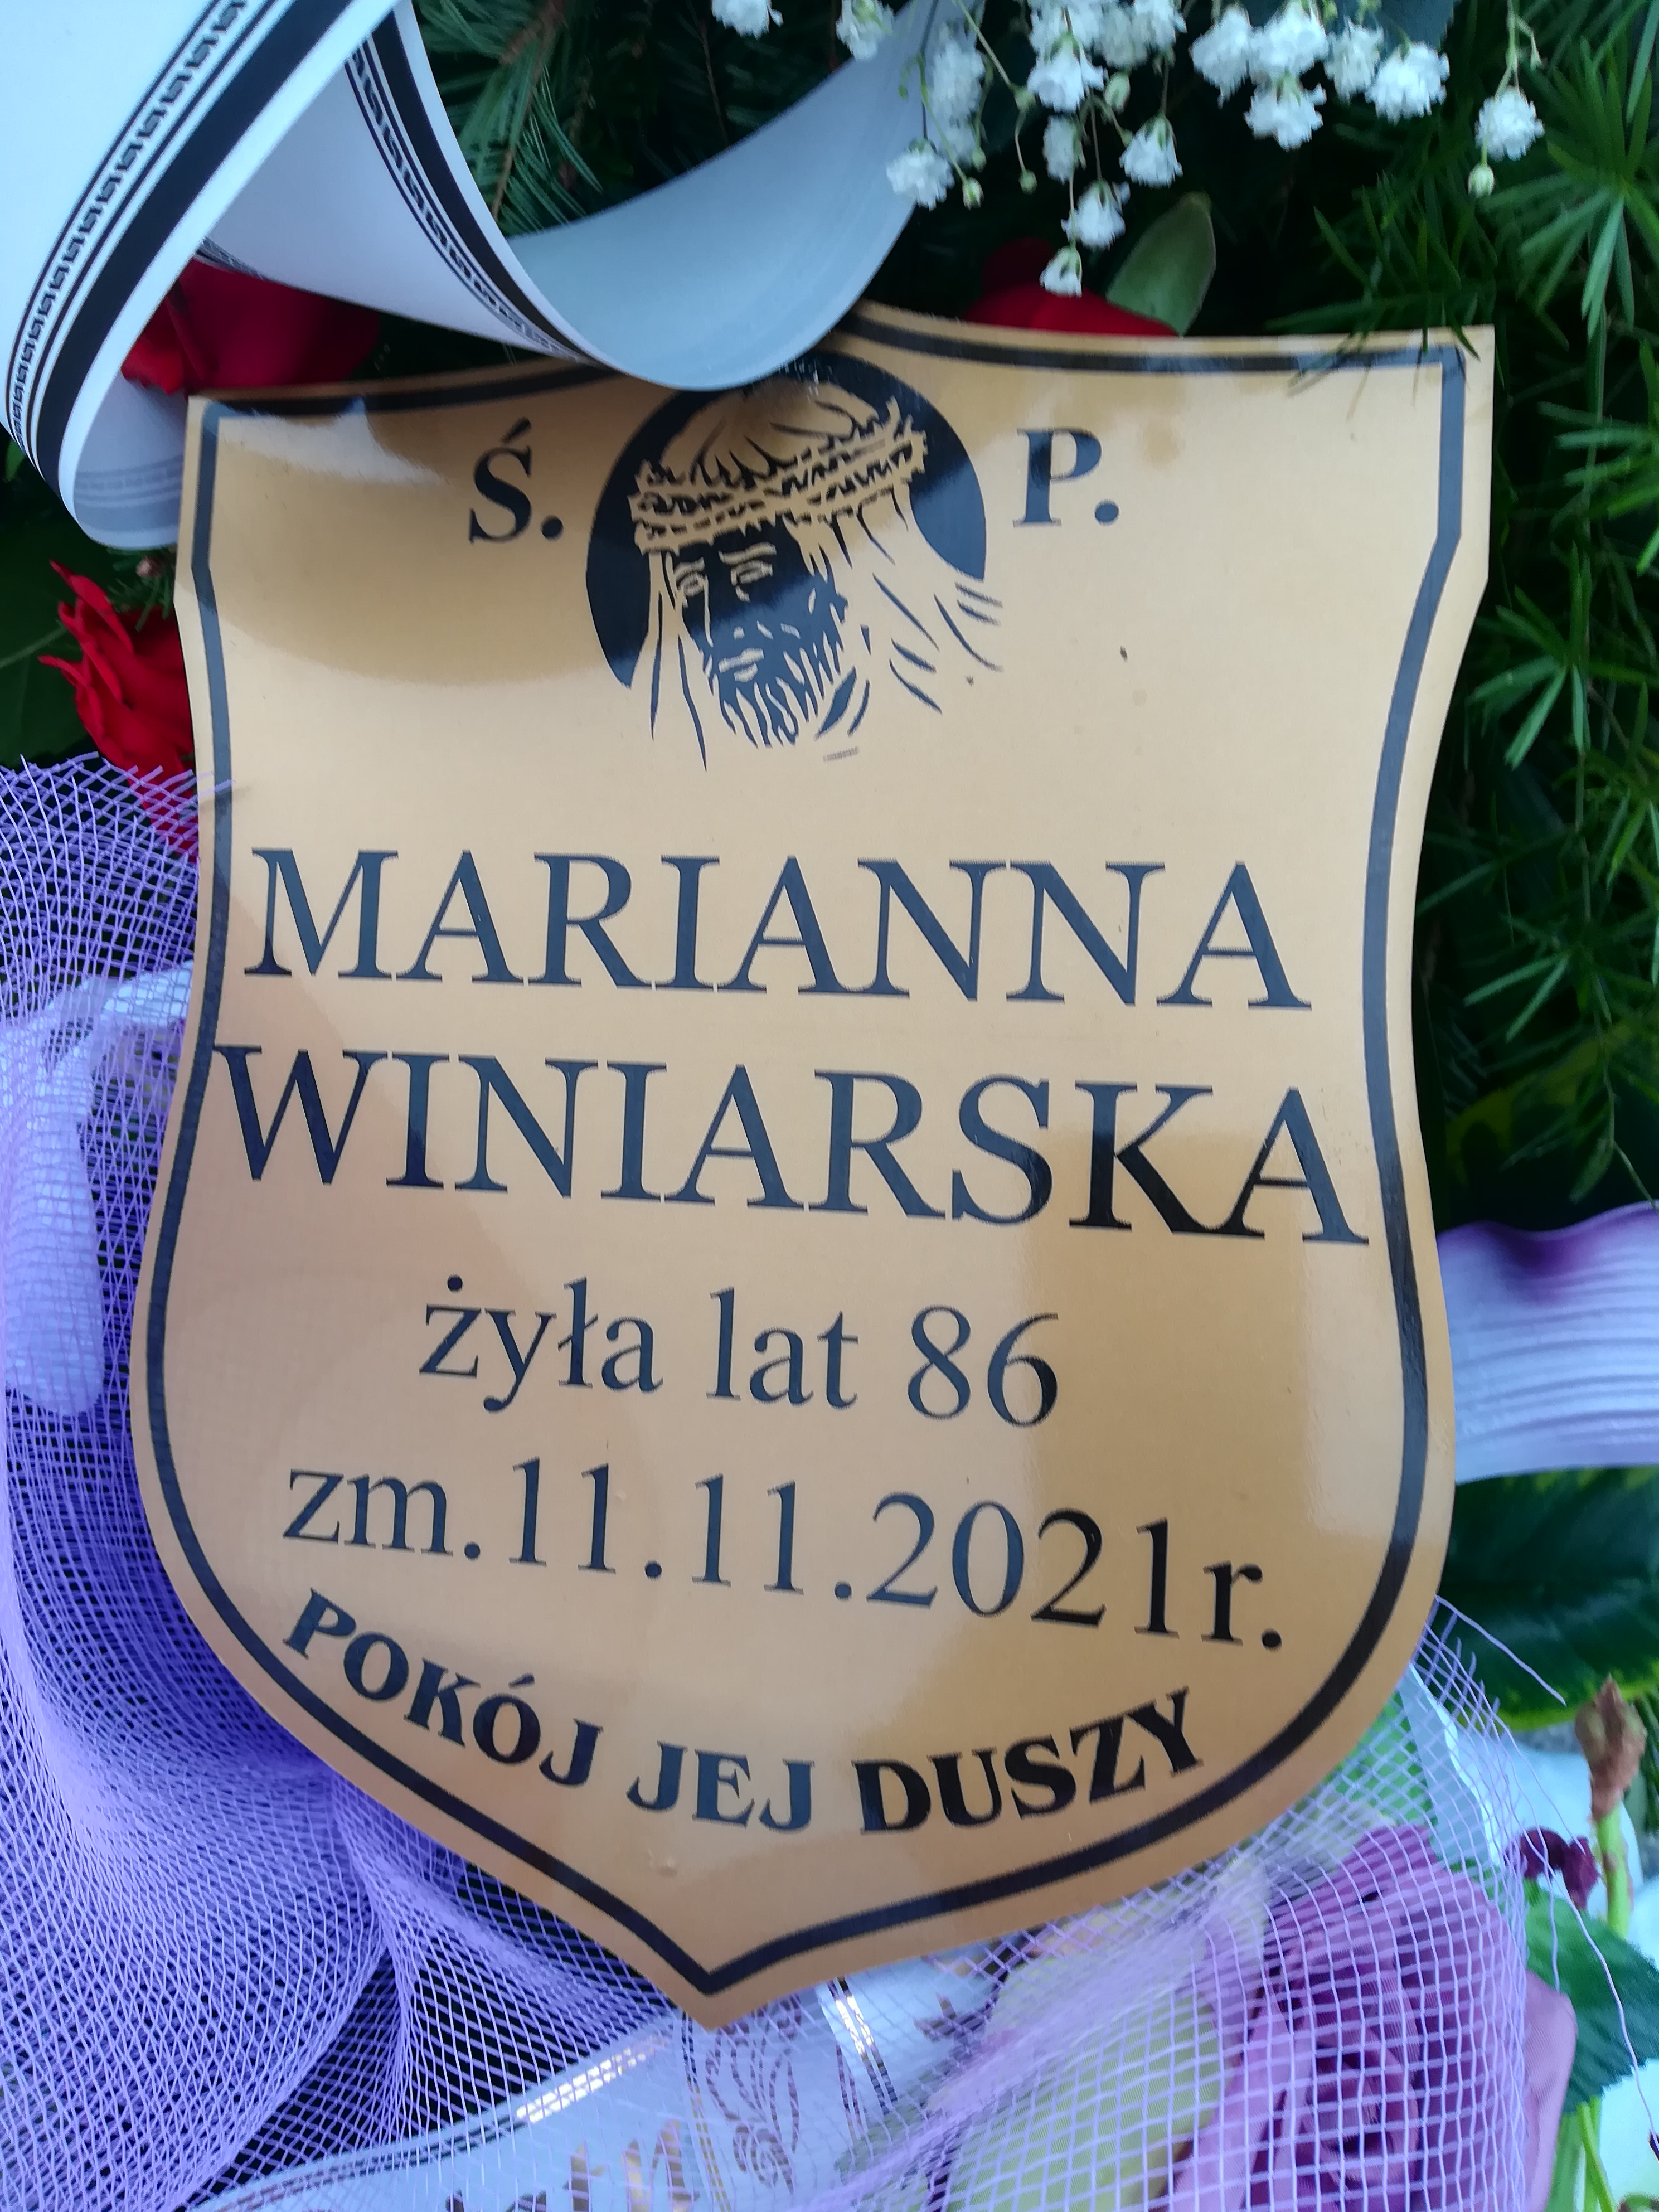 Ś. P.
MARIANNA
WINIARSKA
żyła lat 86
zm.11.11.2021r.
POKÓJ JEJ DUSZY